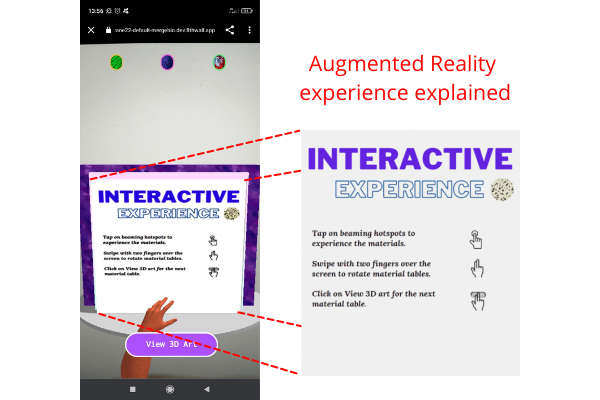 13:56
rane22-default-mergebio.dev.8thwall.app
Augmented Reality
experience explained
INTERACTIVE
EXPERIENCE
Tap on beaming hotspots to
experience the materials.
Swipe with two fingers over the
screen to rotate material tables.
Click on View 3D art for the next
material table.
View 3D Art
INTERACTIVE
EXPERIENCE
Tap on beaming hotspots to
experience the materials.
Swipe with two fingers over the
screen to rotate material tables.
Click on View 3D art for the next
material table.